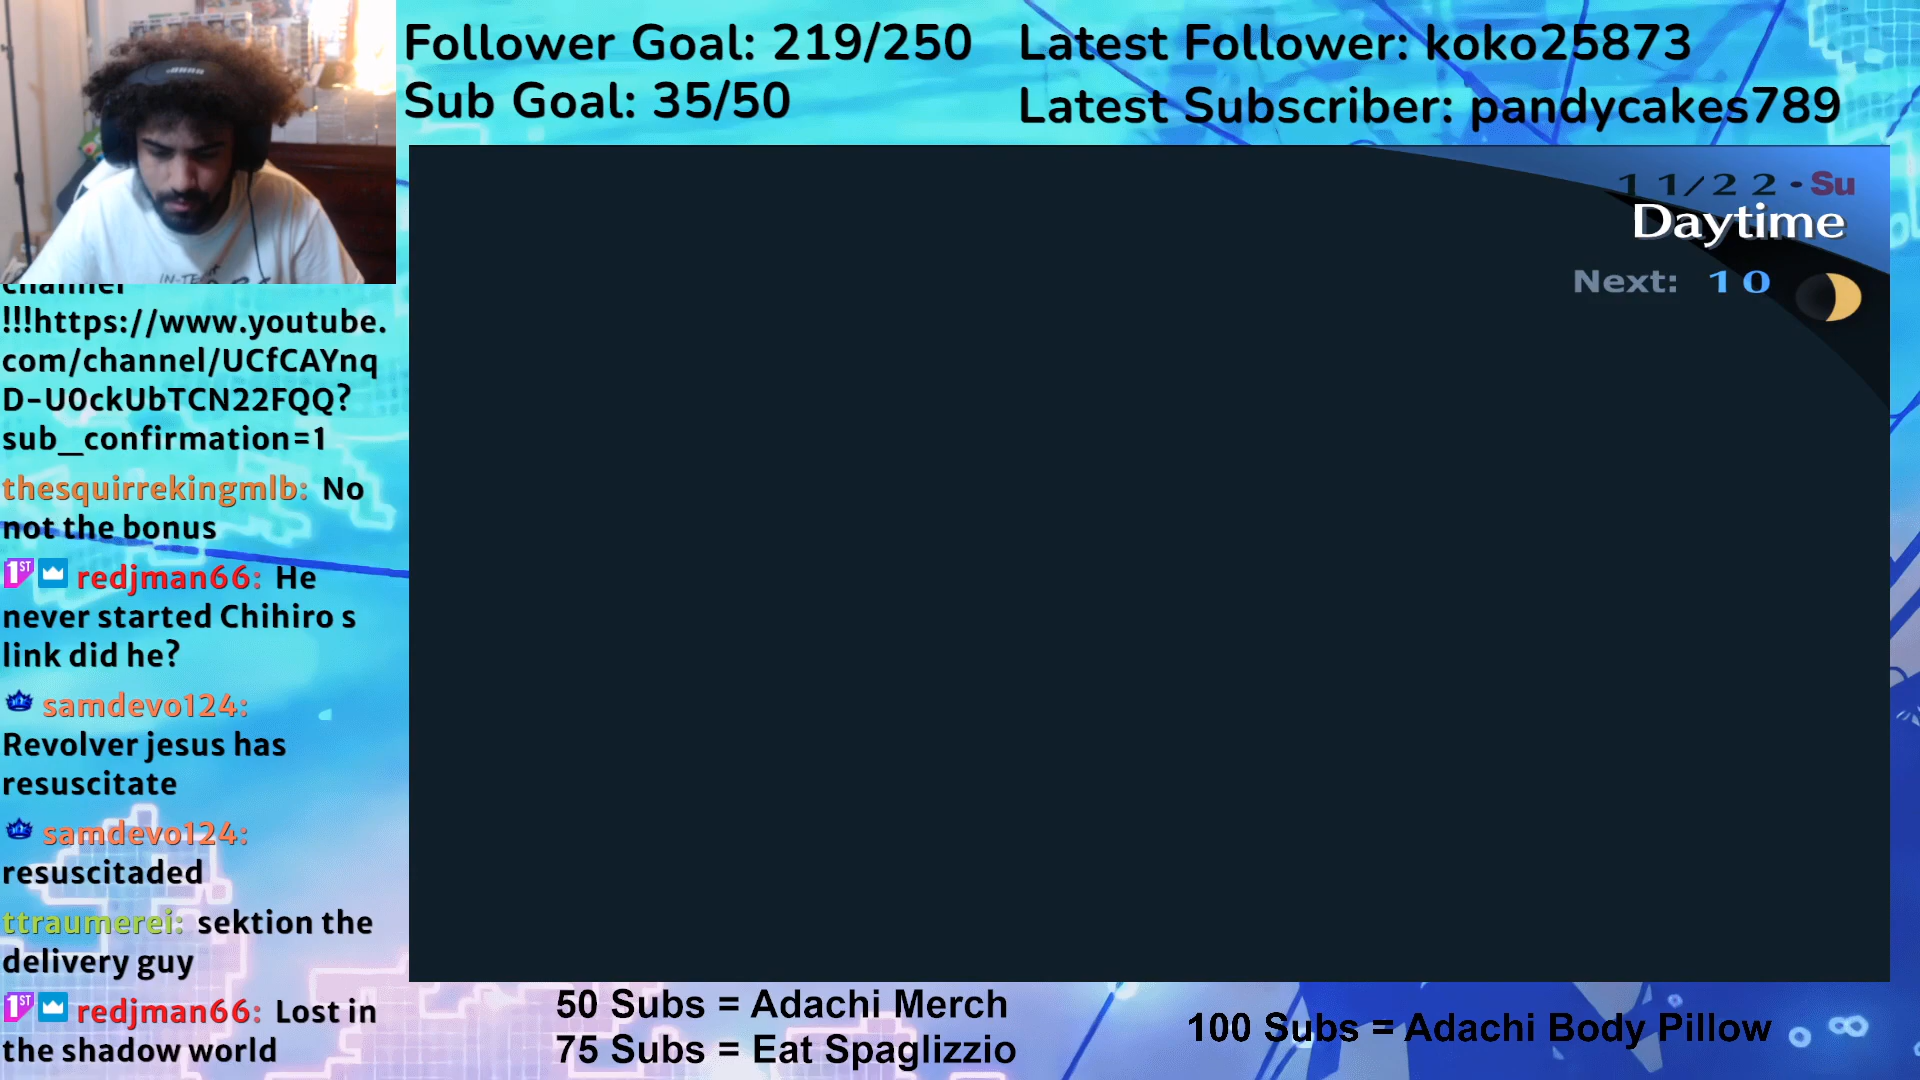 Follower Goal: 219/250
Sub Goal: 35/50
Latest Follower: koko25873
Latest Subscriber: pandycakes789
11/22 • Su
Daytime
Next: 10
channel
!!!https://www.youtube.
com/channel/UCfCAYnq
D-U0ckUbTCN22FQQ?
sub_confirmation=1
thesquirrekingmlb: No
not the bonus
1ST redjman66: He
never started Chihiro s
link did he?
samdevo124:
Revolver jesus has
resuscitate
samdevo124:
resuscitaded
ttraumerei: sektion the
delivery guy
1ST redjman66: Lost in
the shadow world
50 Subs = Adachi Merch
75 Subs = Eat Spaglizzio
100 Subs = Adachi Body Pillow